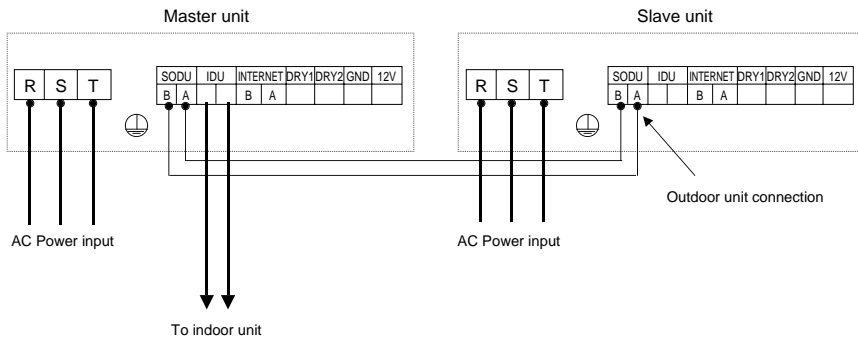 Master unit
Slave unit
R S T
SODU IDU INTERNET DRY1 DRY2 GND 12V
B A B A
R S T
SODU IDU INTERNET DRY1 DRY2 GND 12V
B A B A
Outdoor unit connection
AC Power input
AC Power input
To indoor unit